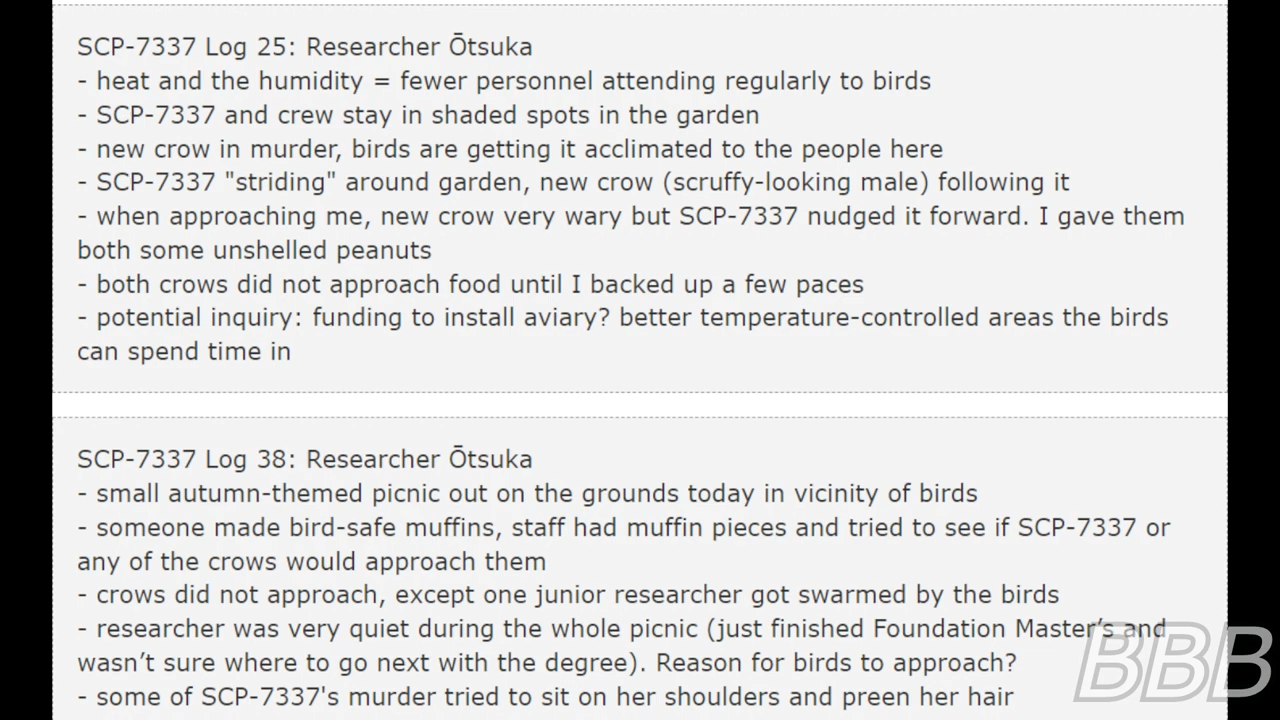 SCP-7337 Log 25: Researcher Ōtsuka
- heat and the humidity = fewer personnel attending regularly to birds
- SCP-7337 and crew stay in shaded spots in the garden
- new crow in murder, birds are getting it acclimated to the people here
- SCP-7337 "striding" around garden, new crow (scruffy-looking male) following it
- when approaching me, new crow very wary but SCP-7337 nudged it forward. I gave them
both some unshelled peanuts
- both crows did not approach food until I backed up a few paces
- potential inquiry: funding to install aviary? better temperature-controlled areas the birds
can spend time in
SCP-7337 Log 38: Researcher Ōtsuka
- small autumn-themed picnic out on the grounds today in vicinity of birds
- someone made bird-safe muffins, staff had muffin pieces and tried to see if SCP-7337 or
any of the crows would approach them
- crows did not approach, except one junior researcher got swarmed by the birds
- researcher was very quiet during the whole picnic (just finished Foundation Master’s and
wasn’t sure where to go next with the degree). Reason for birds to approach?
- some of SCP-7337's murder tried to sit on her shoulders and preen her hair
BBB